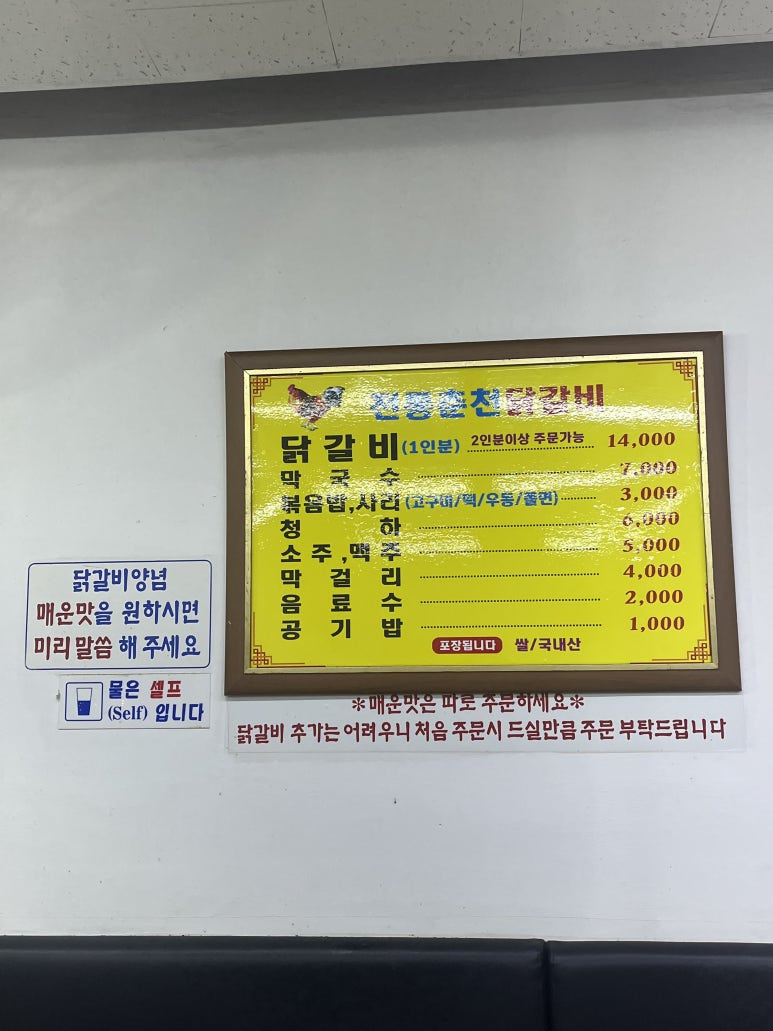 전통춘천닭갈비
닭갈비(1인분) 2인분이상 주문가능 14,000
막국수 7,000
볶음밥,사리(고구마/떡/우동/쫄면) 3,000
청하 6,000
소주,맥주 5,000
막걸리 4,000
음료수 2,000
공기밥 1,000
포장됩니다 쌀/국내산
닭갈비양념
매운맛을 원하시면
미리 말씀 해 주세요
물은 셀프
(Self) 입니다
*매운맛은 따로 주문하세요*
닭갈비 추가는 어려우니 처음 주문시 드실만큼 주문 부탁드립니다